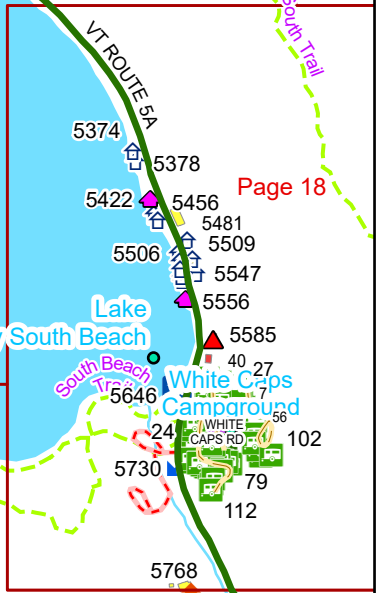 South Trail
VT ROUTE 5A
5374
5378
5422
5456
Page 18
5481
5509
5506
5547
5556
Lake
y South Beach
5585
40
27
South Beach
Trail
White Caps
Campground
5646
7
56
24
WHITE
CAPS RD
102
5730
79
112
5768